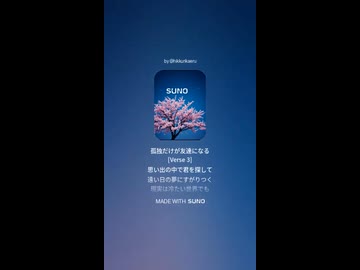 SUNO
孤独だけが友達になる
[Verse 3]
思い出の中で君を探して
遠い日の夢にすがりつく
現実は冷たい世界でも
MADE WITH SUNO